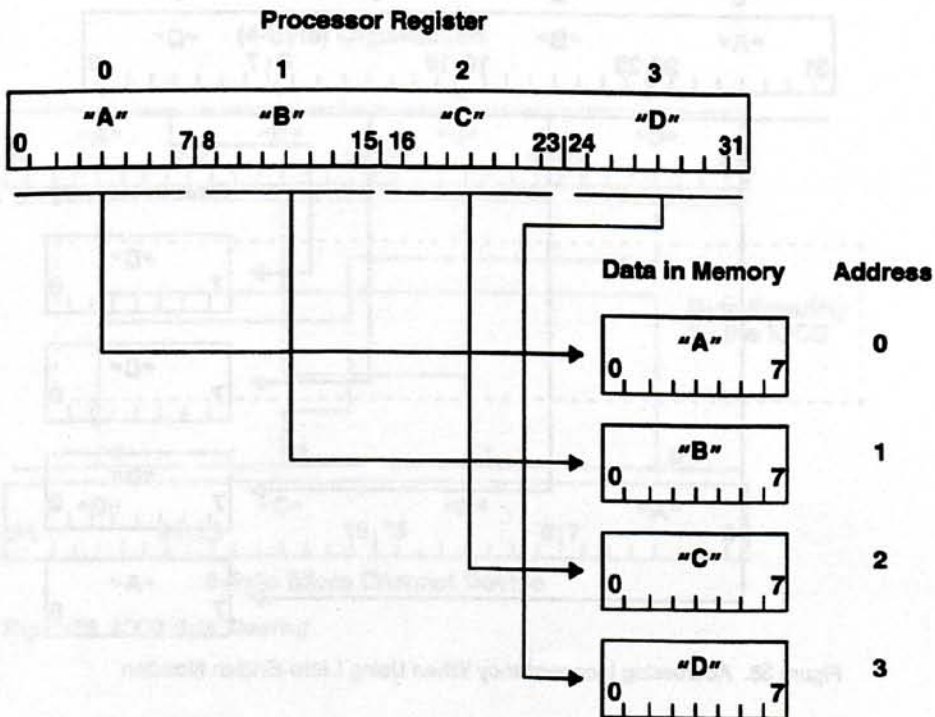 Processor Register
0 1 2 3
"A" "B" "C" "D"
0 7 8 15 16 23 24 31
Data in Memory Address
"A" 0
0 7
"B" 1
0 7
"C" 2
0 7
"D" 3
0 7